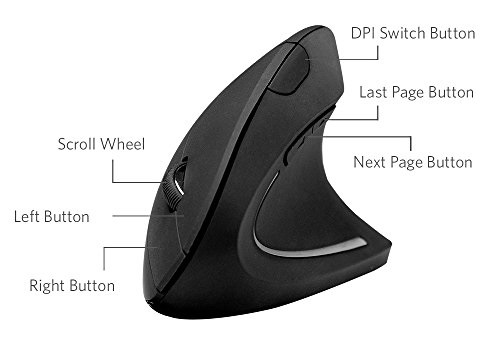 DPI Switch Button
Last Page Button
Scroll Wheel
Next Page Button
Left Button
Right Button